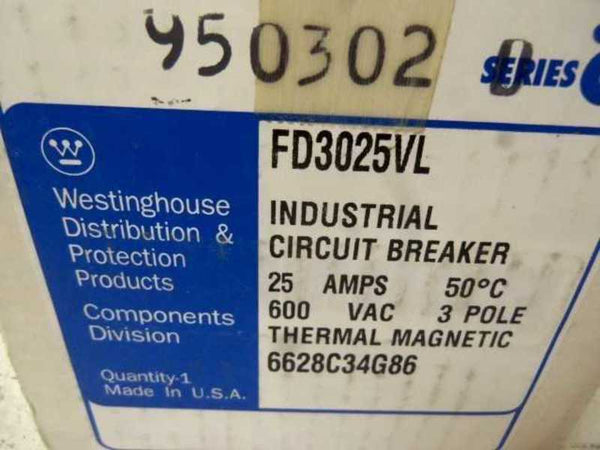 450302
SERIES
FD3025VL
W
Westinghouse
Distribution &
Protection
Products
Components
Division
Quantity-1
Made In U.S.A.
INDUSTRIAL
CIRCUIT BREAKER
25 AMPS 50°C
600 VAC 3 POLE
THERMAL MAGNETIC
6628C34G86